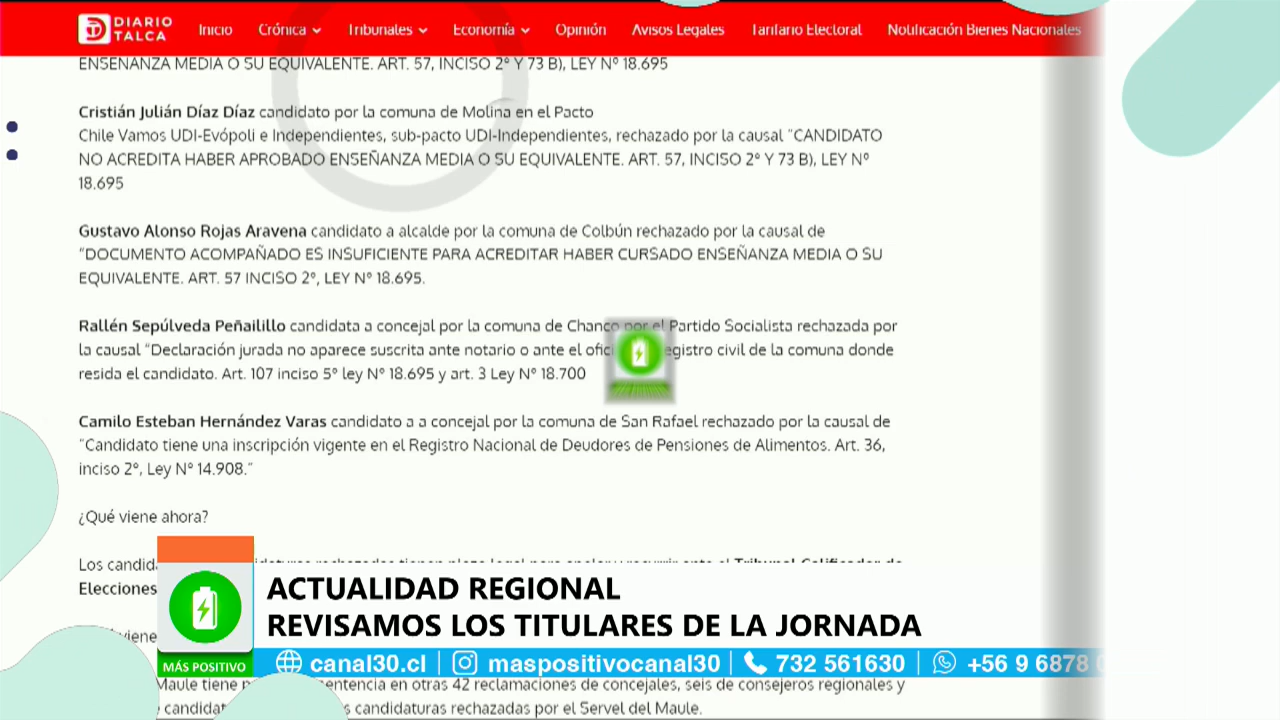 DIARIO
TALCA
Inicio Crónica Tribunales Economía Opinión Avisos Legales Tarifario Electoral Notificación Bienes Nacionales
ENSEÑANZA MEDIA O SU EQUIVALENTE. ART. 57, INCISO 2° Y 73 B), LEY N° 18.695
Cristián Julián Díaz Díaz candidato por la comuna de Molina en el Pacto
Chile Vamos UDI-Evópoli e Independientes, sub-pacto UDI-Independientes, rechazado por la causal “CANDIDATO
NO ACREDITA HABER APROBADO ENSEÑANZA MEDIA O SU EQUIVALENTE. ART. 57, INCISO 2° Y 73 B), LEY N°
18.695
Gustavo Alonso Rojas Aravena candidato a alcalde por la comuna de Colbún rechazado por la causal de
“DOCUMENTO ACOMPAÑADO ES INSUFICIENTE PARA ACREDITAR HABER CURSADO ENSEÑANZA MEDIA O SU
EQUIVALENTE. ART. 57 INCISO 2°, LEY N° 18.695.
Rallén Sepúlveda Peñailillo candidata a concejal por la comuna de Chanco por el Partido Socialista rechazada por
la causal “Declaración jurada no aparece suscrita ante notario o ante el ofici egistro civil de la comuna donde
resida el candidato. Art. 107 inciso 5° ley N° 18.695 y art. 3 Ley N° 18.700
Camilo Esteban Hernández Varas candidato a a concejal por la comuna de San Rafael rechazado por la causal de
“Candidato tiene una inscripción vigente en el Registro Nacional de Deudores de Pensiones de Alimentos. Art. 36,
inciso 2°, Ley N° 14.908.”
¿Qué viene ahora?
Los candid
Elecciones
ACTUALIDAD REGIONAL
REVISAMOS LOS TITULARES DE LA JORNADA
MÁS POSITIVO
canal30.cl maspositivocanal30 732 561630 +56 9 6878
Maule tiene entencia en otras 42 reclamaciones de concejales, seis de consejeros regionales y
candidat s candidaturas rechazadas por el Servel del Maule.